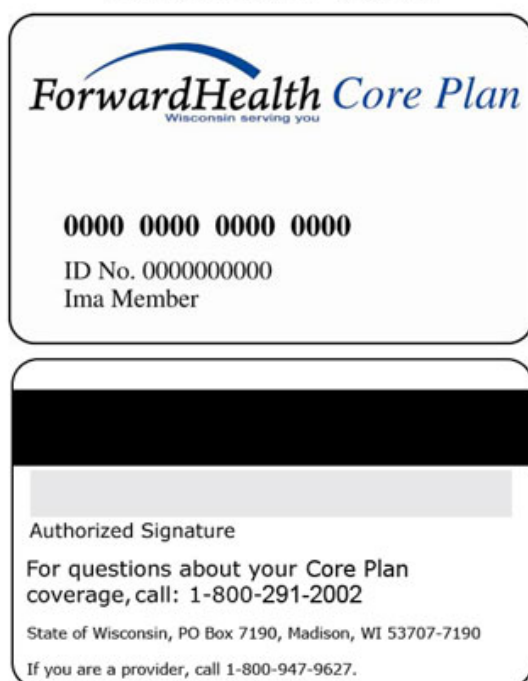 ForwardHealth Core Plan
Wisconsin serving you
0000 0000 0000 0000
ID No. 0000000000
Ima Member
Authorized Signature
For questions about your Core Plan
coverage, call: 1-800-291-2002
State of Wisconsin, PO Box 7190, Madison, WI 53707-7190
If you are a provider, call 1-800-947-9627.